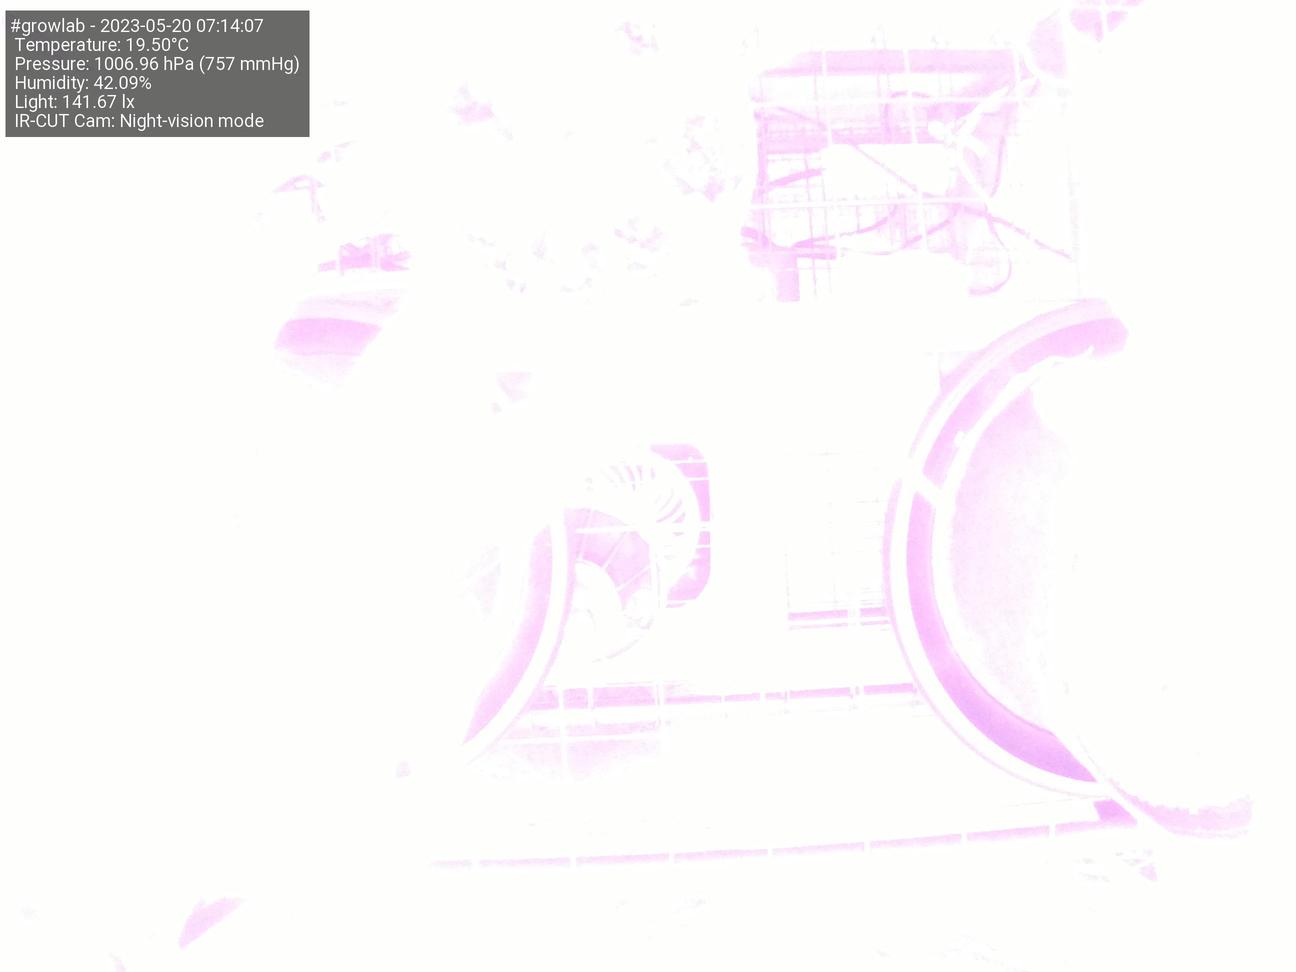 #growlab - 2023-05-20 07:14:07
Temperature: 19.50°C
Pressure: 1006.96 hPa (757 mmHg)
Humidity: 42.09%
Light: 141.67 lx
IR-CUT Cam: Night-vision mode